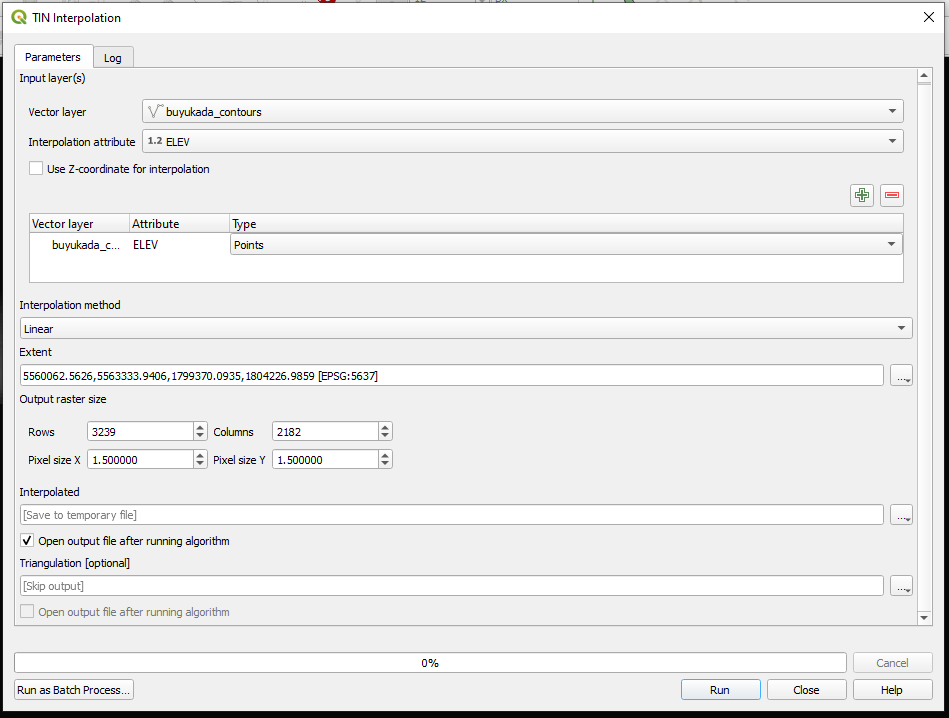 TIN Interpolation
Parameters Log
Input layer(s)
Vector layer buyukada_contours
Interpolation attribute 1.2 ELEV
Use Z-coordinate for interpolation
Vector layer Attribute Type
buyukada_c... ELEV Points
Interpolation method
Linear
Extent
5560062.5626,5563333.9406,1799370.0935,1804226.9859 [EPSG:5637]
...
Output raster size
Rows 3239 Columns 2182
Pixel size X 1.500000 Pixel size Y 1.500000
Interpolated
[Save to temporary file]
...
Open output file after running algorithm
Triangulation [optional]
[Skip output]
...
Open output file after running algorithm
0% Cancel
Run as Batch Process... Run Close Help